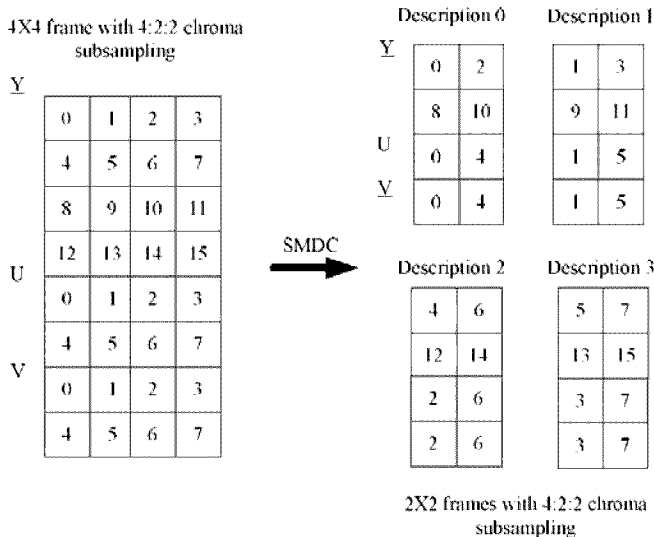 4X4 frame with 4:2:2 chroma
subsampling
Y
0 1 2 3
4 5 6 7
8 9 10 11
12 13 14 15
U
0 1 2 3
4 5 6 7
V
0 1 2 3
4 5 6 7
SMDC
Description 0
Y
0 2
8 10
U
0 4
V
0 4
Description 1
1 3
9 11
1 5
1 5
Description 2
4 6
12 14
2 6
2 6
Description 3
5 7
13 15
3 7
3 7
2X2 frames with 4:2:2 chroma
subsampling